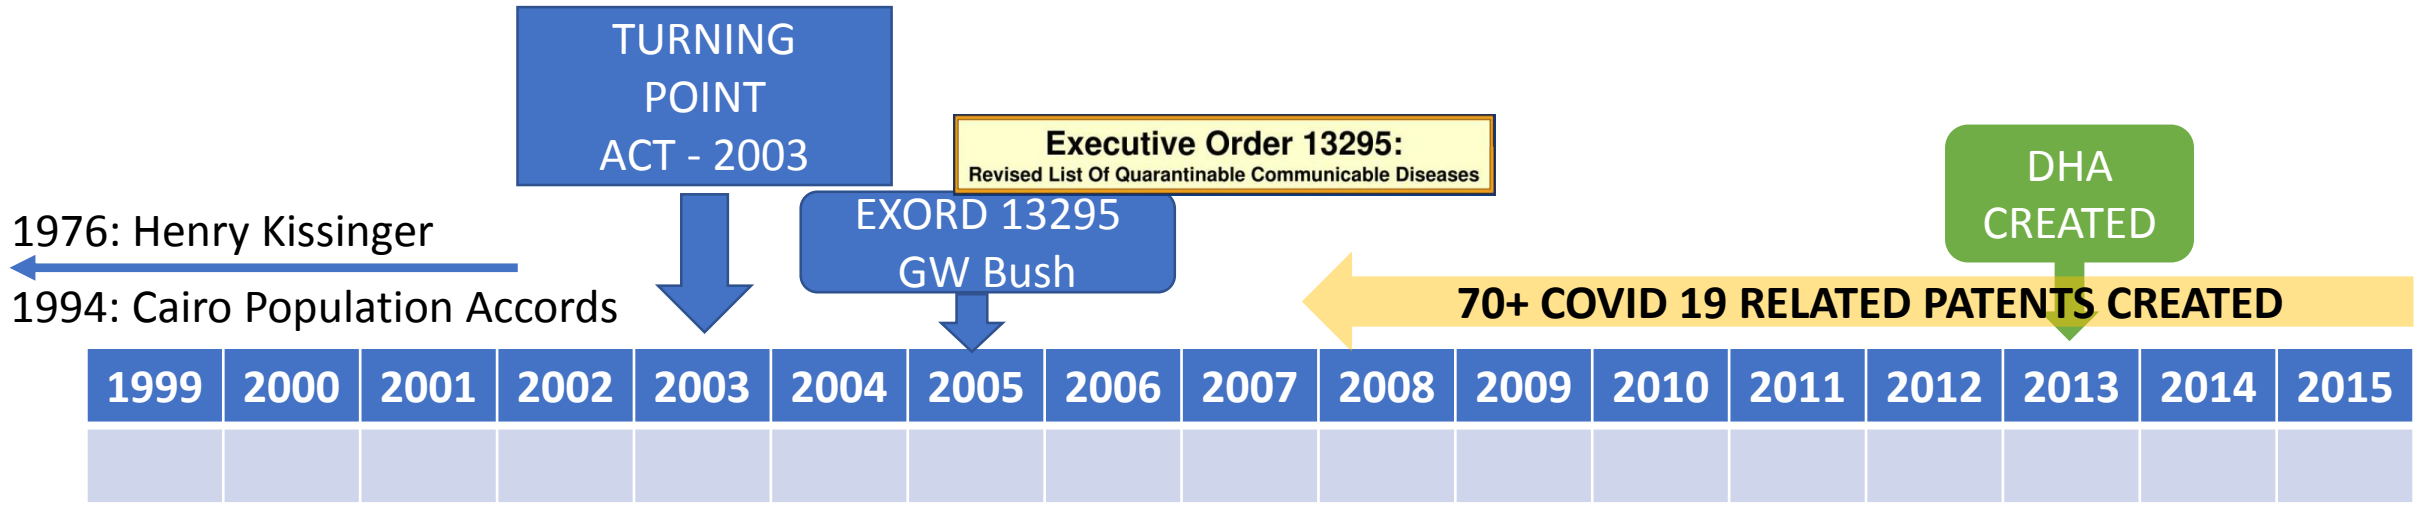 TURNING
POINT
ACT - 2003
Executive Order 13295:
Revised List Of Quarantinable Communicable Diseases
EXORD 13295
GW Bush
DHA
CREATED
1976: Henry Kissinger
1994: Cairo Population Accords
70+ COVID 19 RELATED PATENTS CREATED
1999 2000 2001 2002 2003 2004 2005 2006 2007 2008 2009 2010 2011 2012 2013 2014 2015